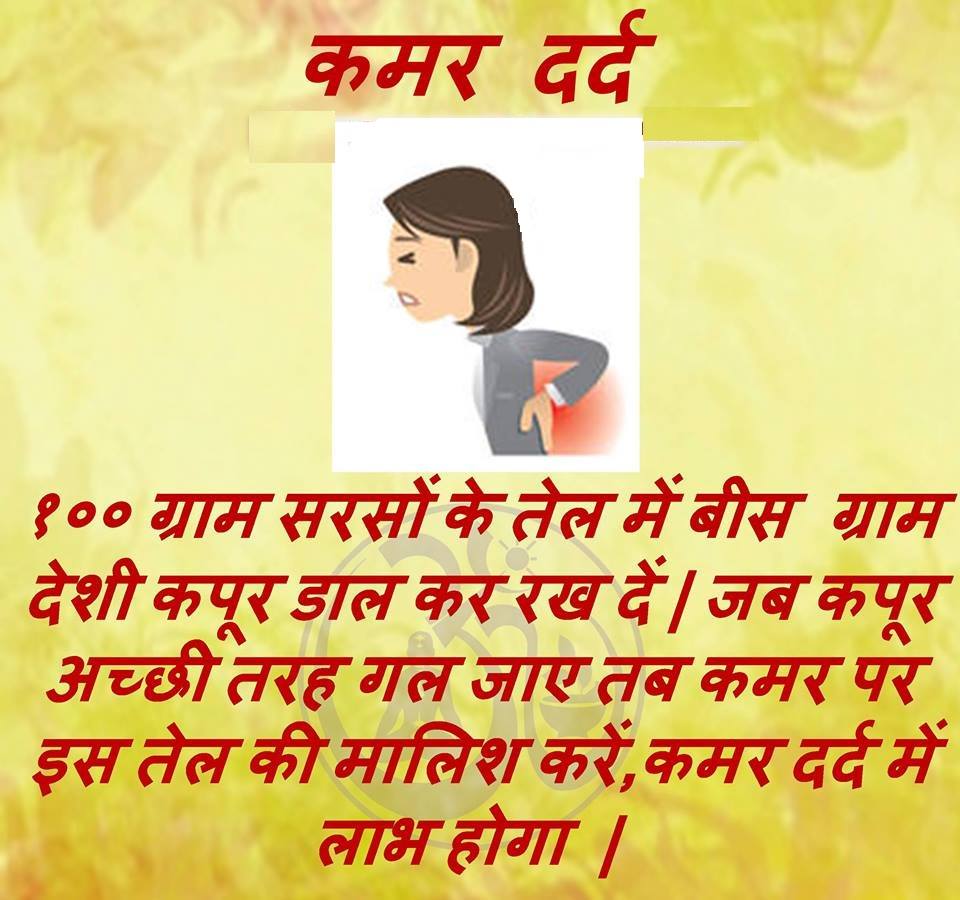 कमर दर्द
१०० ग्राम सरसों के तेल में बीस ग्राम
देशी कपूर डाल कर रख दें | जब कपूर
अच्छी तरह गल जाए तब कमर पर
इस तेल की मालिश करें,कमर दर्द में
लाभ होगा |